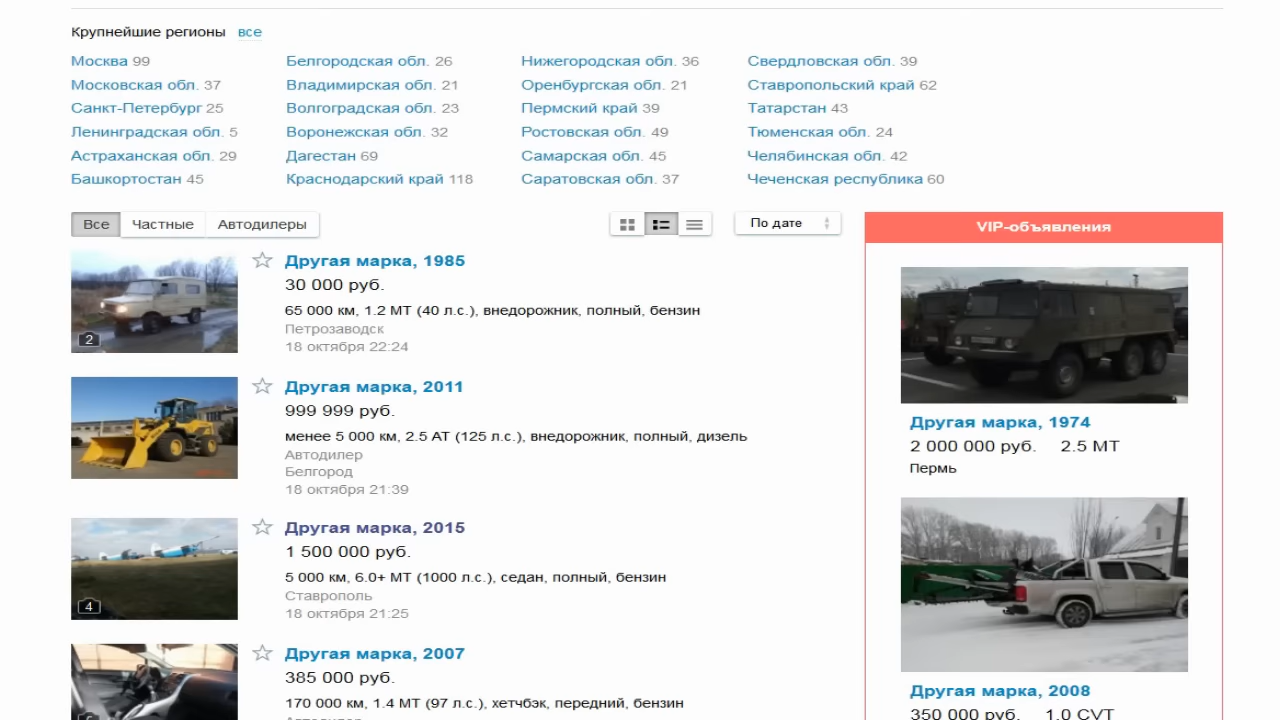 Крупнейшие регионы все
Москва 99 Белгородская обл. 26 Нижегородская обл. 36 Свердловская обл. 39
Московская обл. 37 Владимирская обл. 21 Оренбургская обл. 21 Ставропольский край 62
Санкт-Петербург 25 Волгоградская обл. 23 Пермский край 39 Татарстан 43
Ленинградская обл. 5 Воронежская обл. 32 Ростовская обл. 49 Тюменская обл. 24
Астраханская обл. 29 Дагестан 69 Самарская обл. 45 Челябинская обл. 42
Башкортостан 45 Краснодарский край 118 Саратовская обл. 37 Чеченская республика 60
Все Частные Автодилеры По дате
2
Другая марка, 1985
30 000 руб.
65 000 км, 1.2 МТ (40 л.с.), внедорожник, полный, бензин
Петрозаводск
18 октября 22:24
Другая марка, 2011
999 999 руб.
менее 5 000 км, 2.5 АТ (125 л.с.), внедорожник, полный, дизель
Автодилер
Белгород
18 октября 21:39
4
Другая марка, 2015
1 500 000 руб.
5 000 км, 6.0+ МТ (1000 л.с.), седан, полный, бензин
Ставрополь
18 октября 21:25
Другая марка, 2007
385 000 руб.
170 000 км, 1.4 МТ (97 л.с.), хетчбэк, передний, бензин
Автодилер
VIP-объявления
Другая марка, 1974
2 000 000 руб. 2.5 МТ
Пермь
Другая марка, 2008
350 000 руб. 1.0 CVT